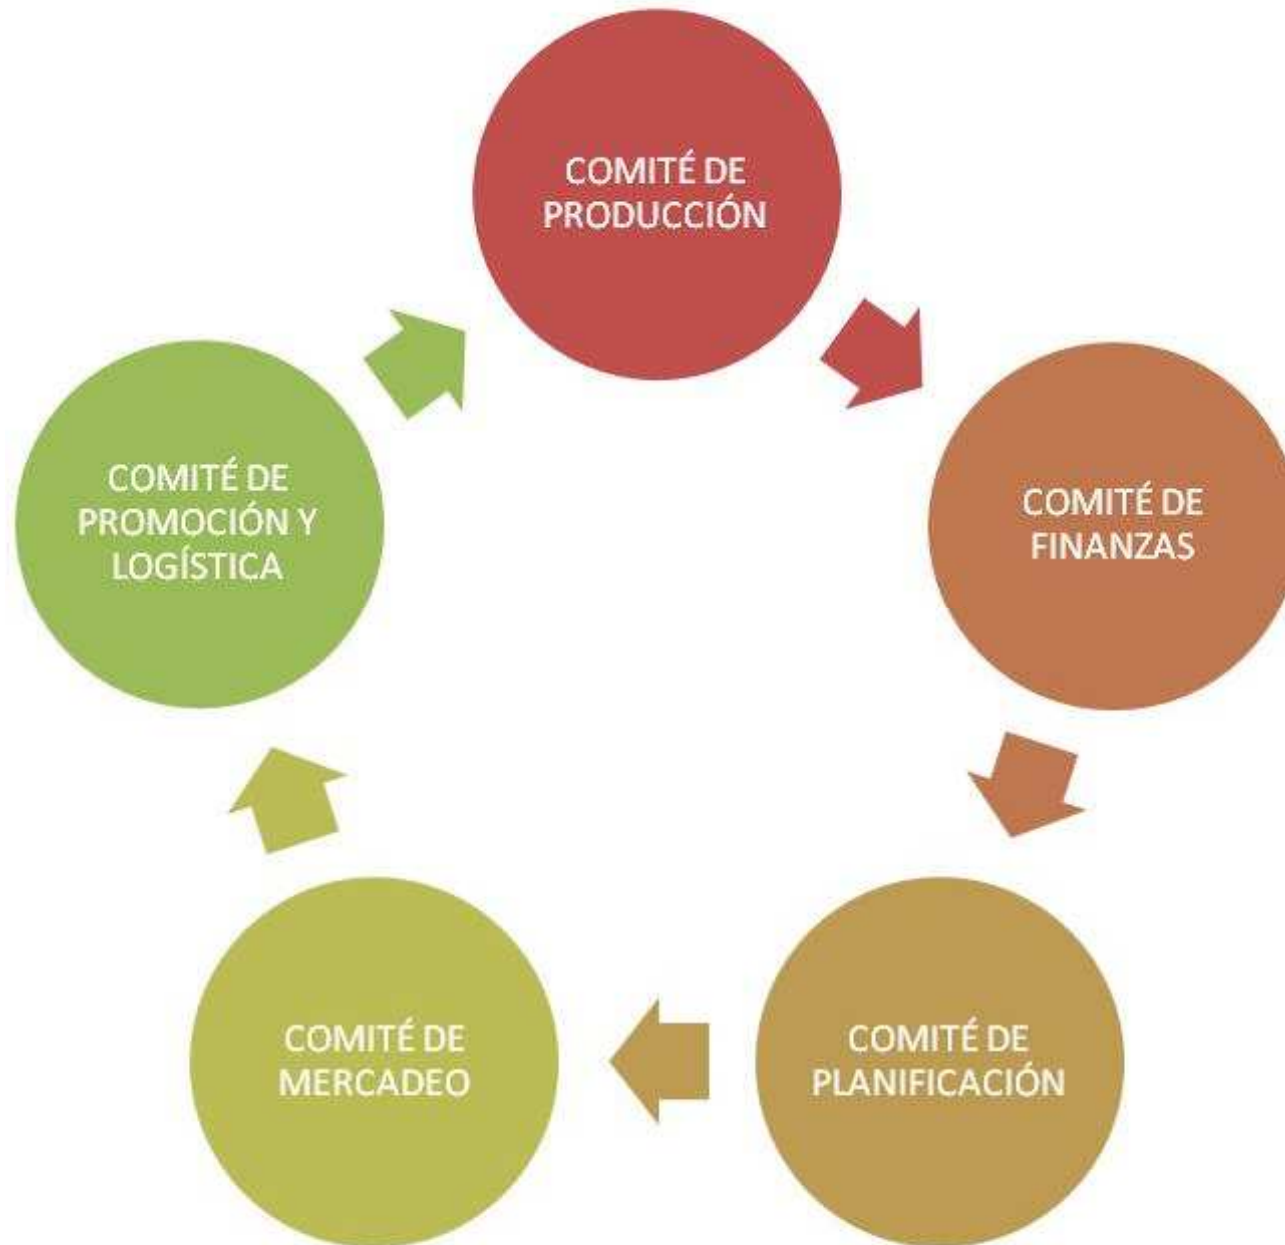 COMITÉ DE
PRODUCCIÓN
COMITÉ DE
FINANZAS
COMITÉ DE
PLANIFICACIÓN
COMITÉ DE
MERCADEO
COMITÉ DE
PROMOCIÓN Y
LOGÍSTICA